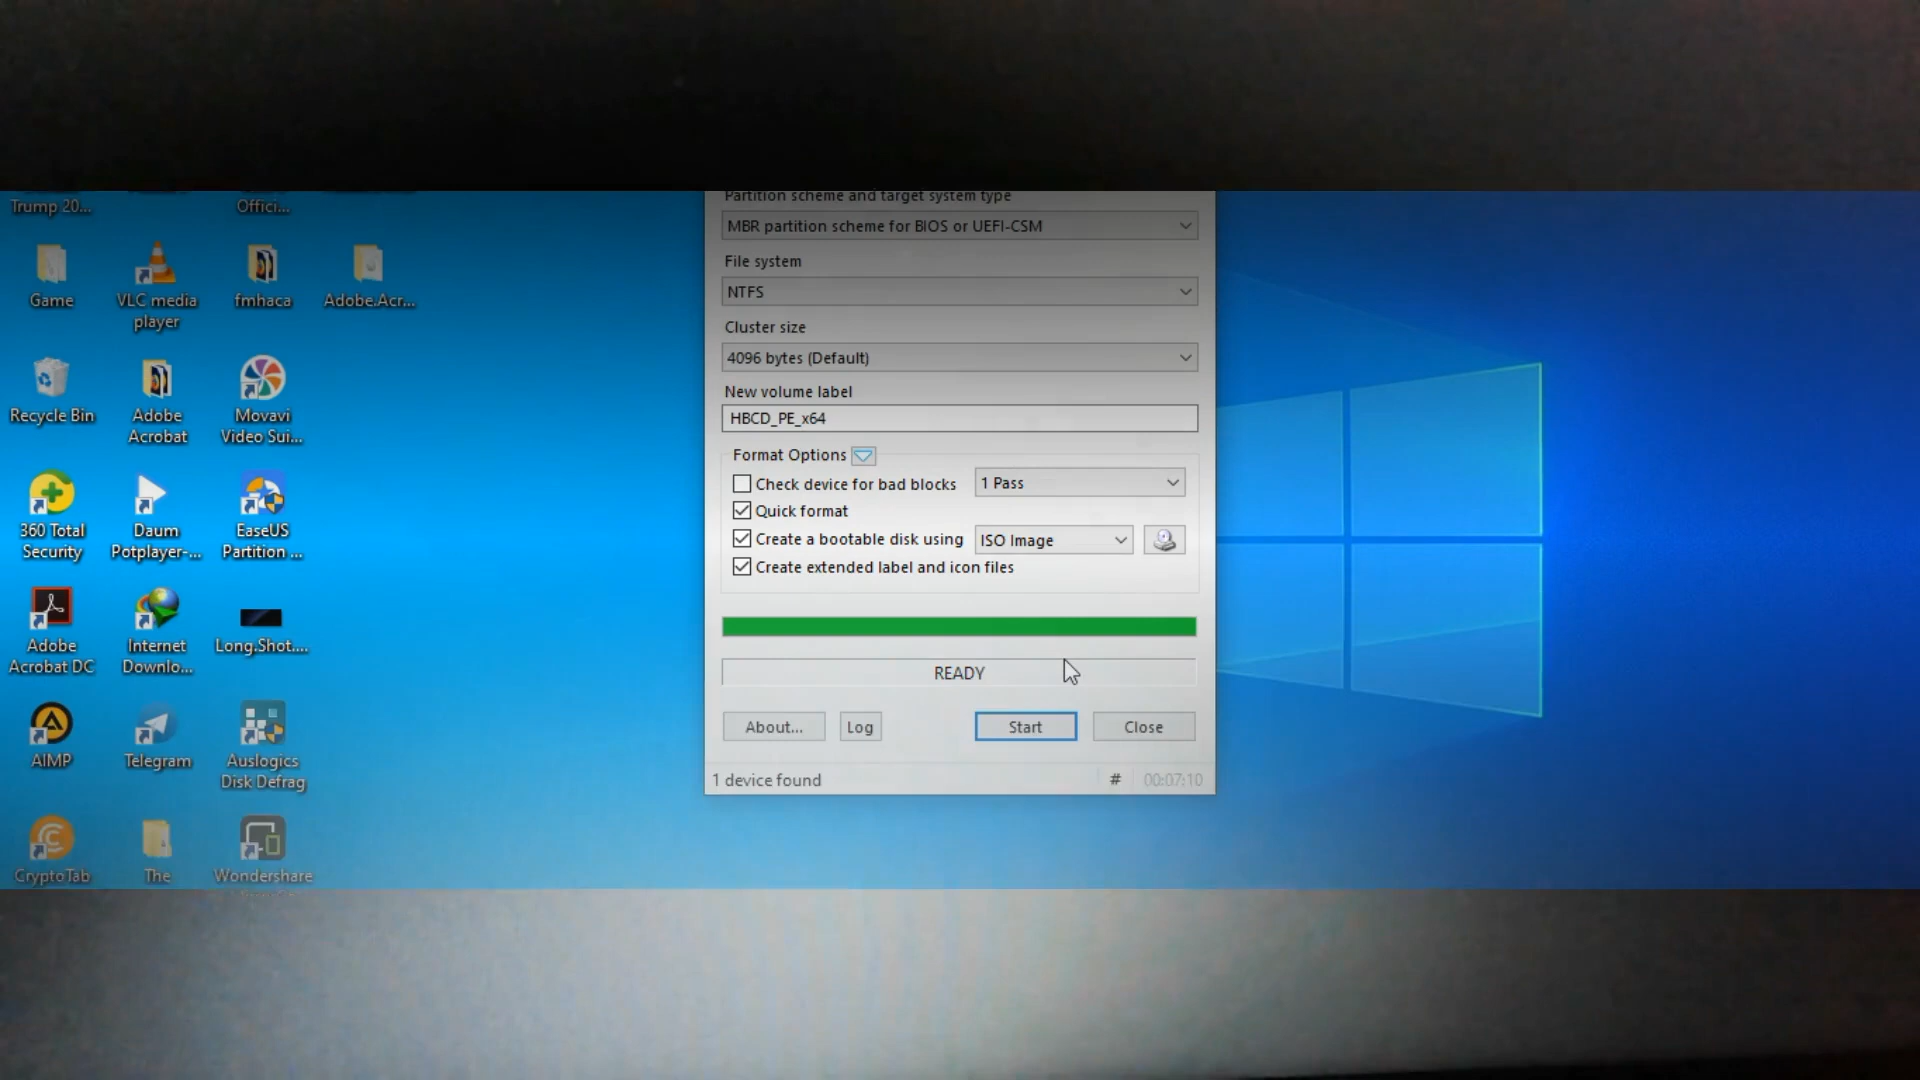 Trump 20...
Offici...
Game
VLC media
player
fmhaca
Adobe.Acr...
Recycle Bin
Adobe
Acrobat
Movavi
Video Sui...
360 Total
Security
Daum
Potplayer-...
EaseUS
Partition ...
Adobe
Acrobat DC
Internet
Downlo...
Long.Shot....
AIMP
Telegram
Auslogics
Disk Defrag
CryptoTab
The
Wondershare
Partition scheme and target system type
MBR partition scheme for BIOS or UEFI-CSM
File system
NTFS
Cluster size
4096 bytes (Default)
New volume label
HBCD_PE_x64
Format Options
Check device for bad blocks
1 Pass
Quick format
Create a bootable disk using
ISO Image
Create extended label and icon files
READY
About...
Log
Start
Close
1 device found
#
00:07:10